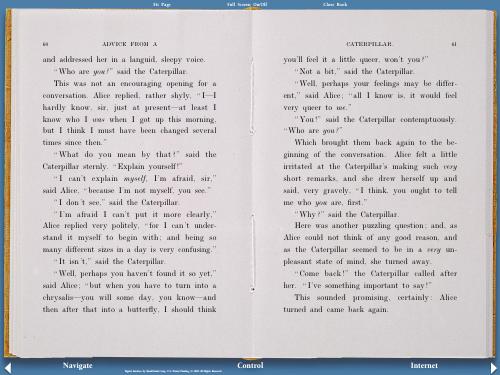 1st Page
Full Screen On/Off
Close Book
60
ADVICE FROM A
and addressed her in a languid, sleepy voice.
“Who are you?” said the Caterpillar.
This was not an encouraging opening for a
conversation. Alice replied, rather shyly, “I—I
hardly know, sir, just at present—at least I
know who I was when I got up this morning,
but I think I must have been changed several
times since then.”
“What do you mean by that?” said the
Caterpillar sternly. “Explain yourself!”
“I can’t explain myself, I’m afraid, sir,”
said Alice, “because I’m not myself, you see.”
“I don’t see,” said the Caterpillar.
“I’m afraid I can’t put it more clearly,”
Alice replied very politely, “for I can’t under-
stand it myself to begin with; and being so
many different sizes in a day is very confusing.”
“It isn’t,” said the Caterpillar.
“Well, perhaps you haven’t found it so yet,”
said Alice; “but when you have to turn into a
chrysalis—you will some day, you know—and
then after that into a butterfly, I should think
CATERPILLAR.
61
you’ll feel it a little queer, won’t you?”
“Not a bit,” said the Caterpillar.
“Well, perhaps your feelings may be differ-
ent,” said Alice; “all I know is, it would feel
very queer to me.”
“You!” said the Caterpillar contemptuously.
“Who are you?”
Which brought them back again to the be-
ginning of the conversation. Alice felt a little
irritated at the Caterpillar’s making such very
short remarks, and she drew herself up and
said, very gravely, “I think, you ought to tell
me who you are, first.”
“Why?” said the Caterpillar.
Here was another puzzling question; and, as
Alice could not think of any good reason, and
as the Caterpillar seemed to be in a very un-
pleasant state of mind, she turned away.
“Come back!” the Caterpillar called after
her. “I’ve something important to say!”
This sounded promising, certainly: Alice
turned and came back again.
Navigate
Control
Internet